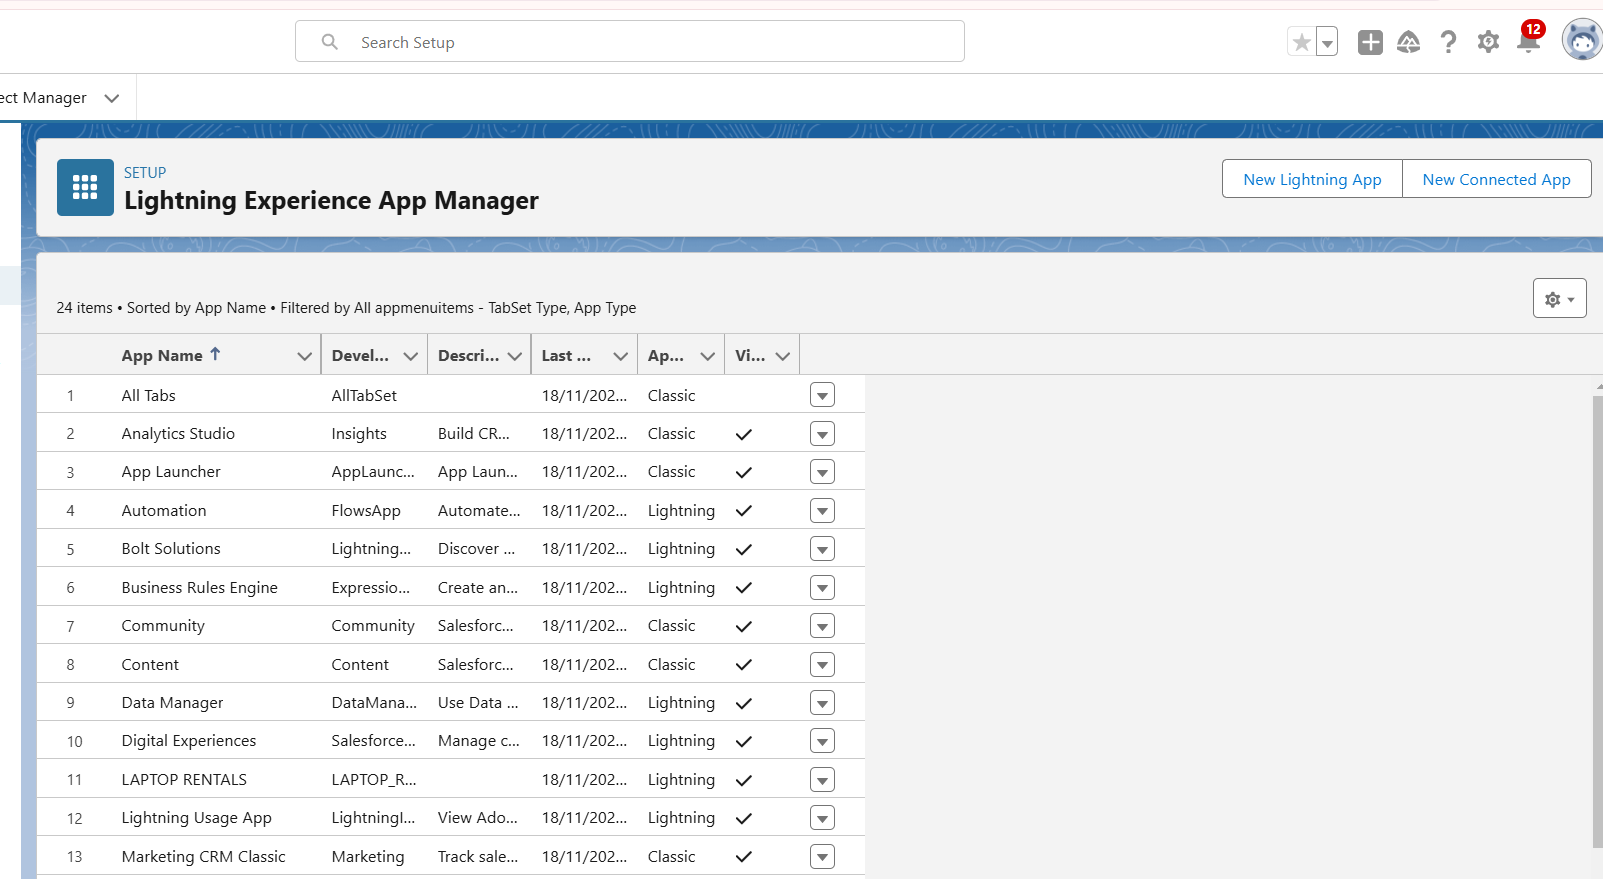 Search Setup
12
ect Manager
SETUP
Lightning Experience App Manager
New Lightning App
New Connected App
24 items • Sorted by App Name • Filtered by All appmenuitems - TabSet Type, App Type
App Name Devel... Descri... Last ... Ap... Vi...
1 All Tabs AllTabSet 18/11/202... Classic
2 Analytics Studio Insights Build CR... 18/11/202... Classic
3 App Launcher AppLaunc... App Laun... 18/11/202... Classic
4 Automation FlowsApp Automate... 18/11/202... Lightning
5 Bolt Solutions Lightning... Discover ... 18/11/202... Lightning
6 Business Rules Engine Expressio... Create an... 18/11/202... Lightning
7 Community Community Salesforc... 18/11/202... Classic
8 Content Content Salesforc... 18/11/202... Classic
9 Data Manager DataMana... Use Data ... 18/11/202... Lightning
10 Digital Experiences Salesforce... Manage c... 18/11/202... Lightning
11 LAPTOP RENTALS LAPTOP_R... 18/11/202... Lightning
12 Lightning Usage App LightningI... View Ado... 18/11/202... Lightning
13 Marketing CRM Classic Marketing Track sale... 18/11/202... Classic